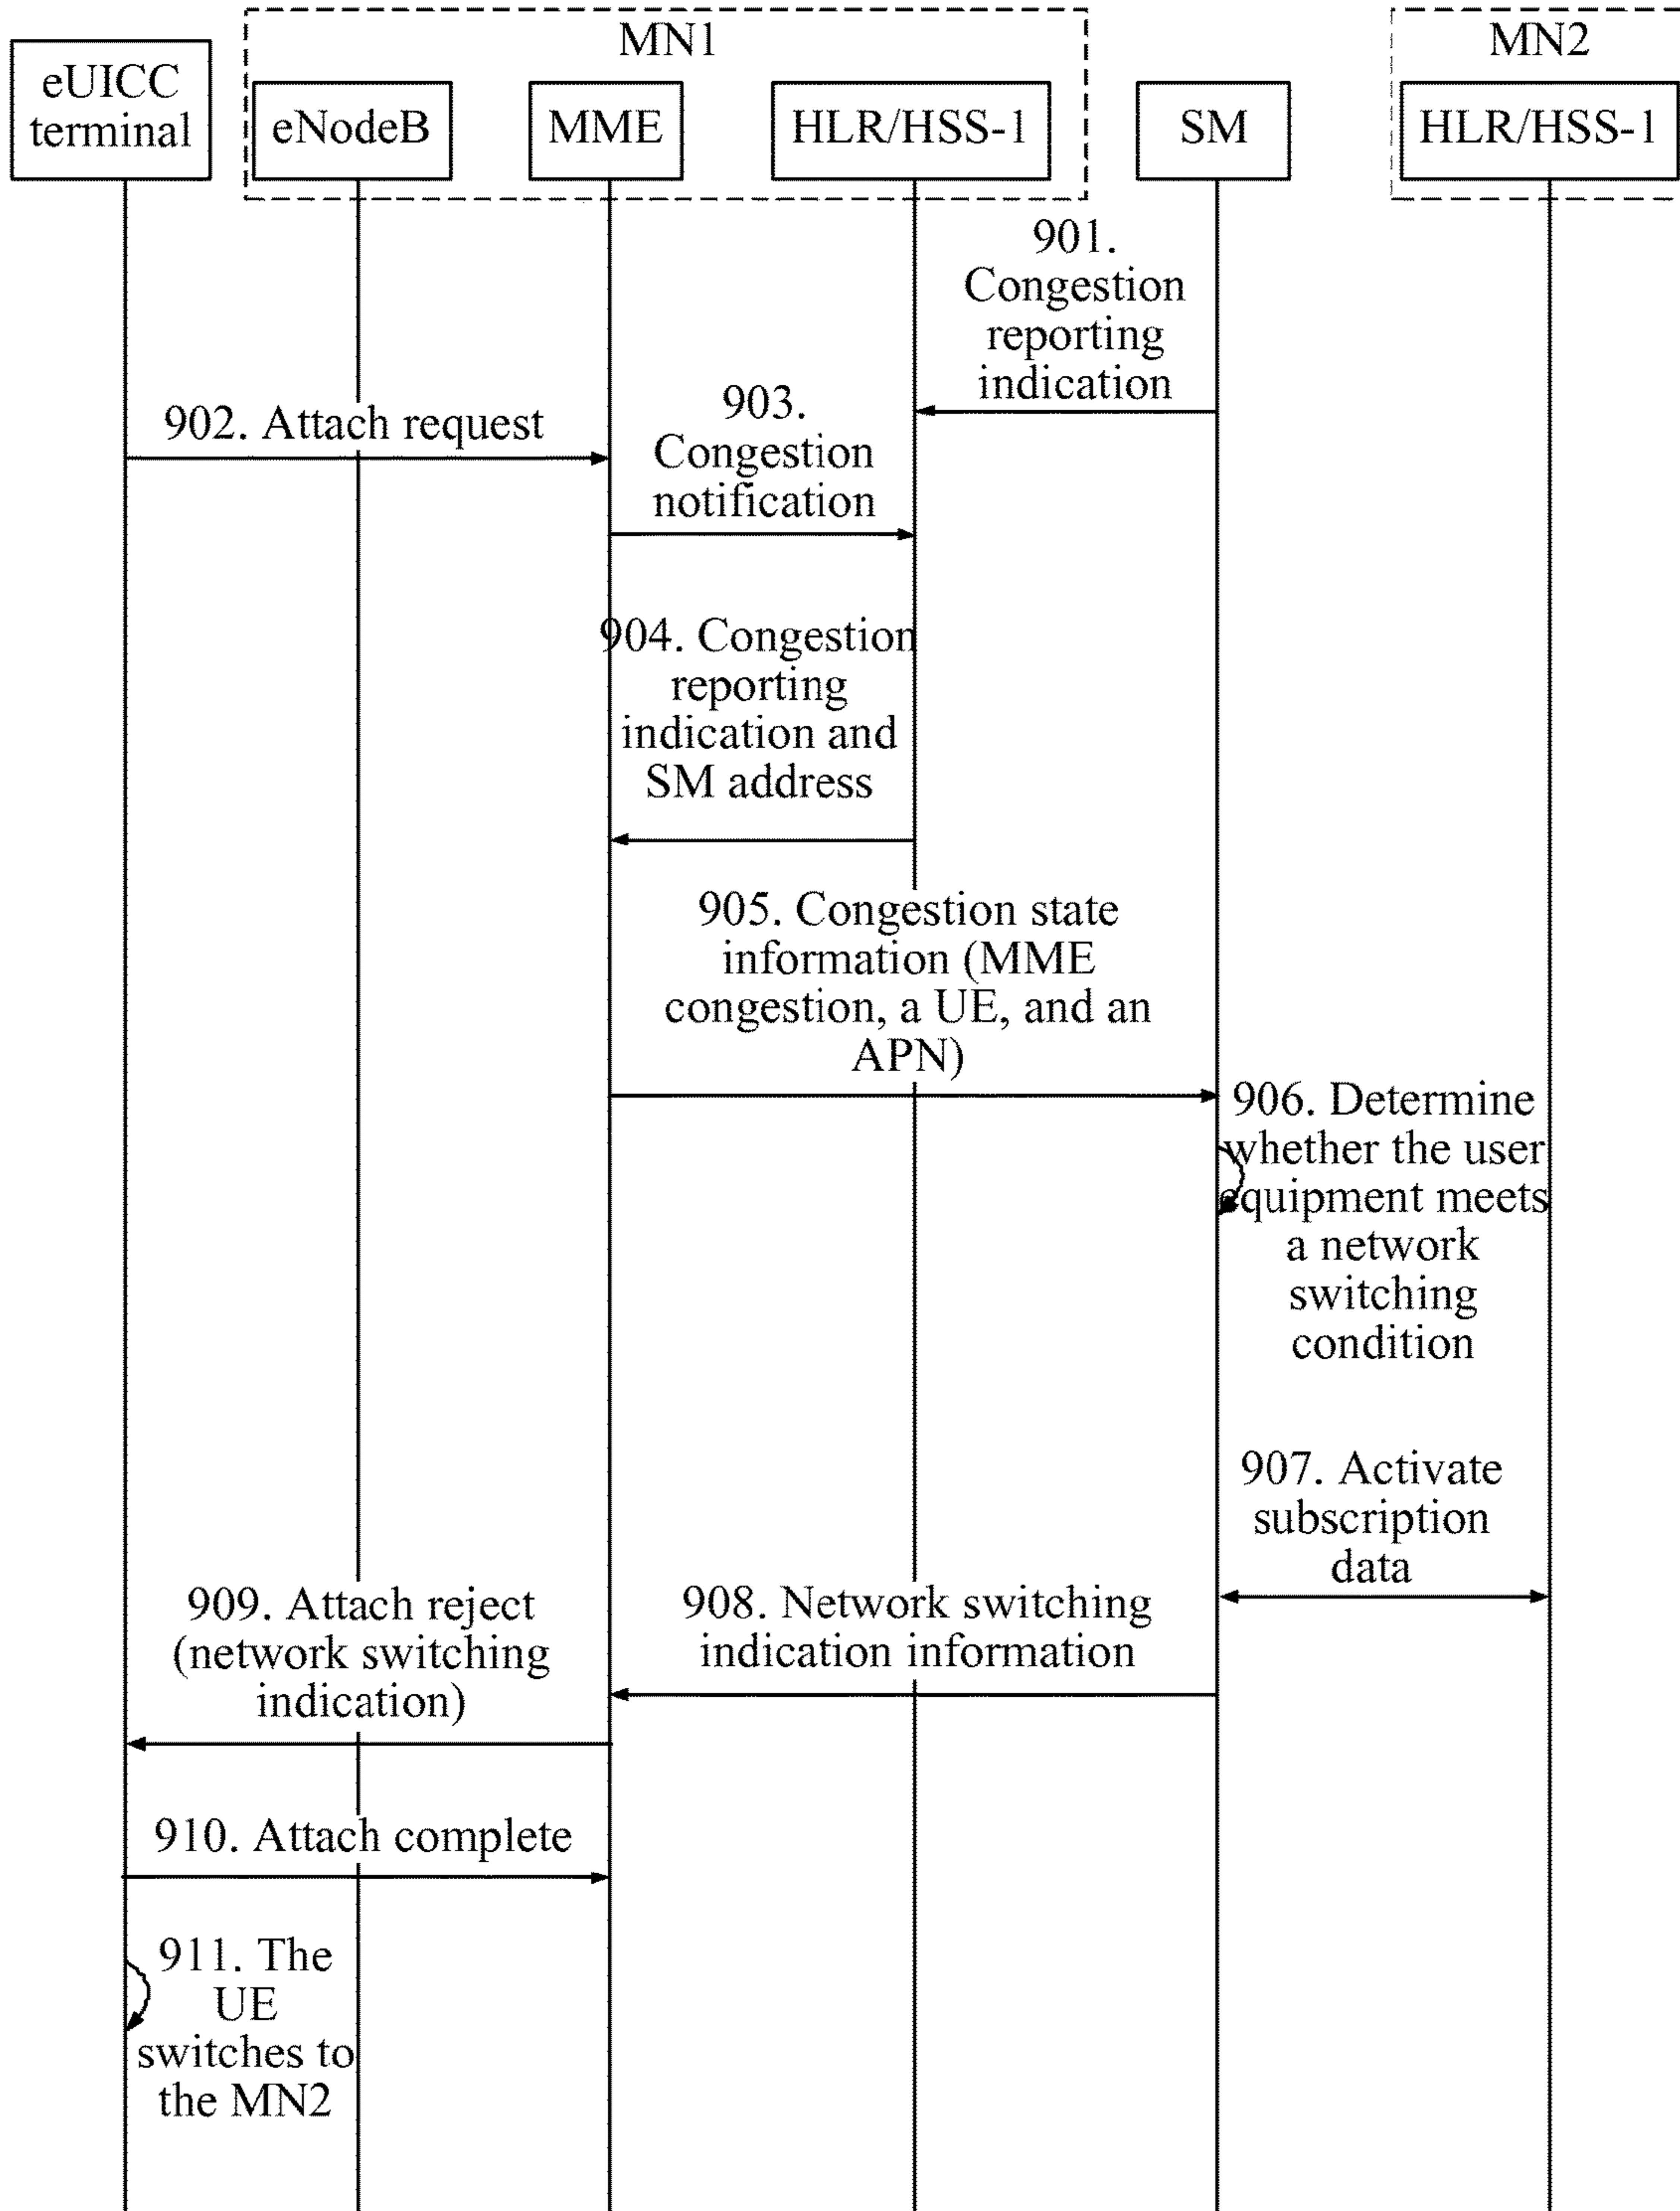 MN1
MN2
eUICC
terminal
eNodeB
MME
HLR/HSS-1
SM
HLR/HSS-1
901.
Congestion
reporting
indication
902. Attach request
903.
Congestion
notification
904. Congestion
reporting
indication and
SM address
905. Congestion state
information (MME
congestion, a UE, and an
APN)
906. Determine
whether the user
equipment meets
a network
switching
condition
907. Activate
subscription
data
908. Network switching
indication information
909. Attach reject
(network switching
indication)
910. Attach complete
911. The
UE
switches to
the MN2